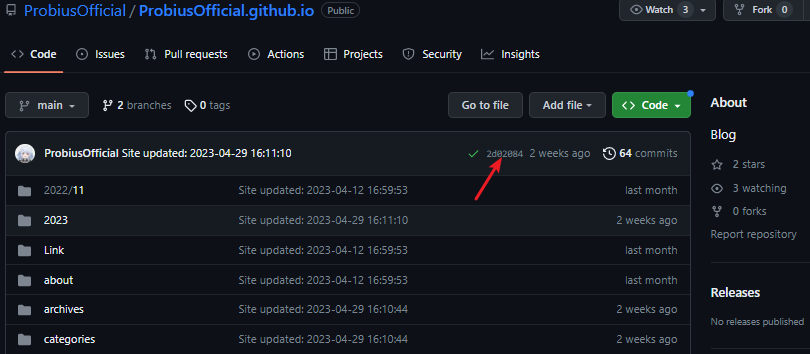 ProbiusOfficial / ProbiusOfficial.github.io Public Watch 3 Fork 0
Code Issues Pull requests Actions Projects Security Insights
main 2 branches 0 tags Go to file Add file Code
ProbiusOfficial Site updated: 2023-04-29 16:11:10 2d02084 2 weeks ago 64 commits
2022/11 Site updated: 2023-04-12 16:59:53 last month
2023 Site updated: 2023-04-29 16:11:10 2 weeks ago
Link Site updated: 2023-04-12 16:59:53 last month
about Site updated: 2023-04-12 16:59:53 last month
archives Site updated: 2023-04-29 16:10:44 2 weeks ago
categories Site updated: 2023-04-29 16:10:44 2 weeks ago
About
Blog
2 stars
3 watching
0 forks
Report repository
Releases
No releases published